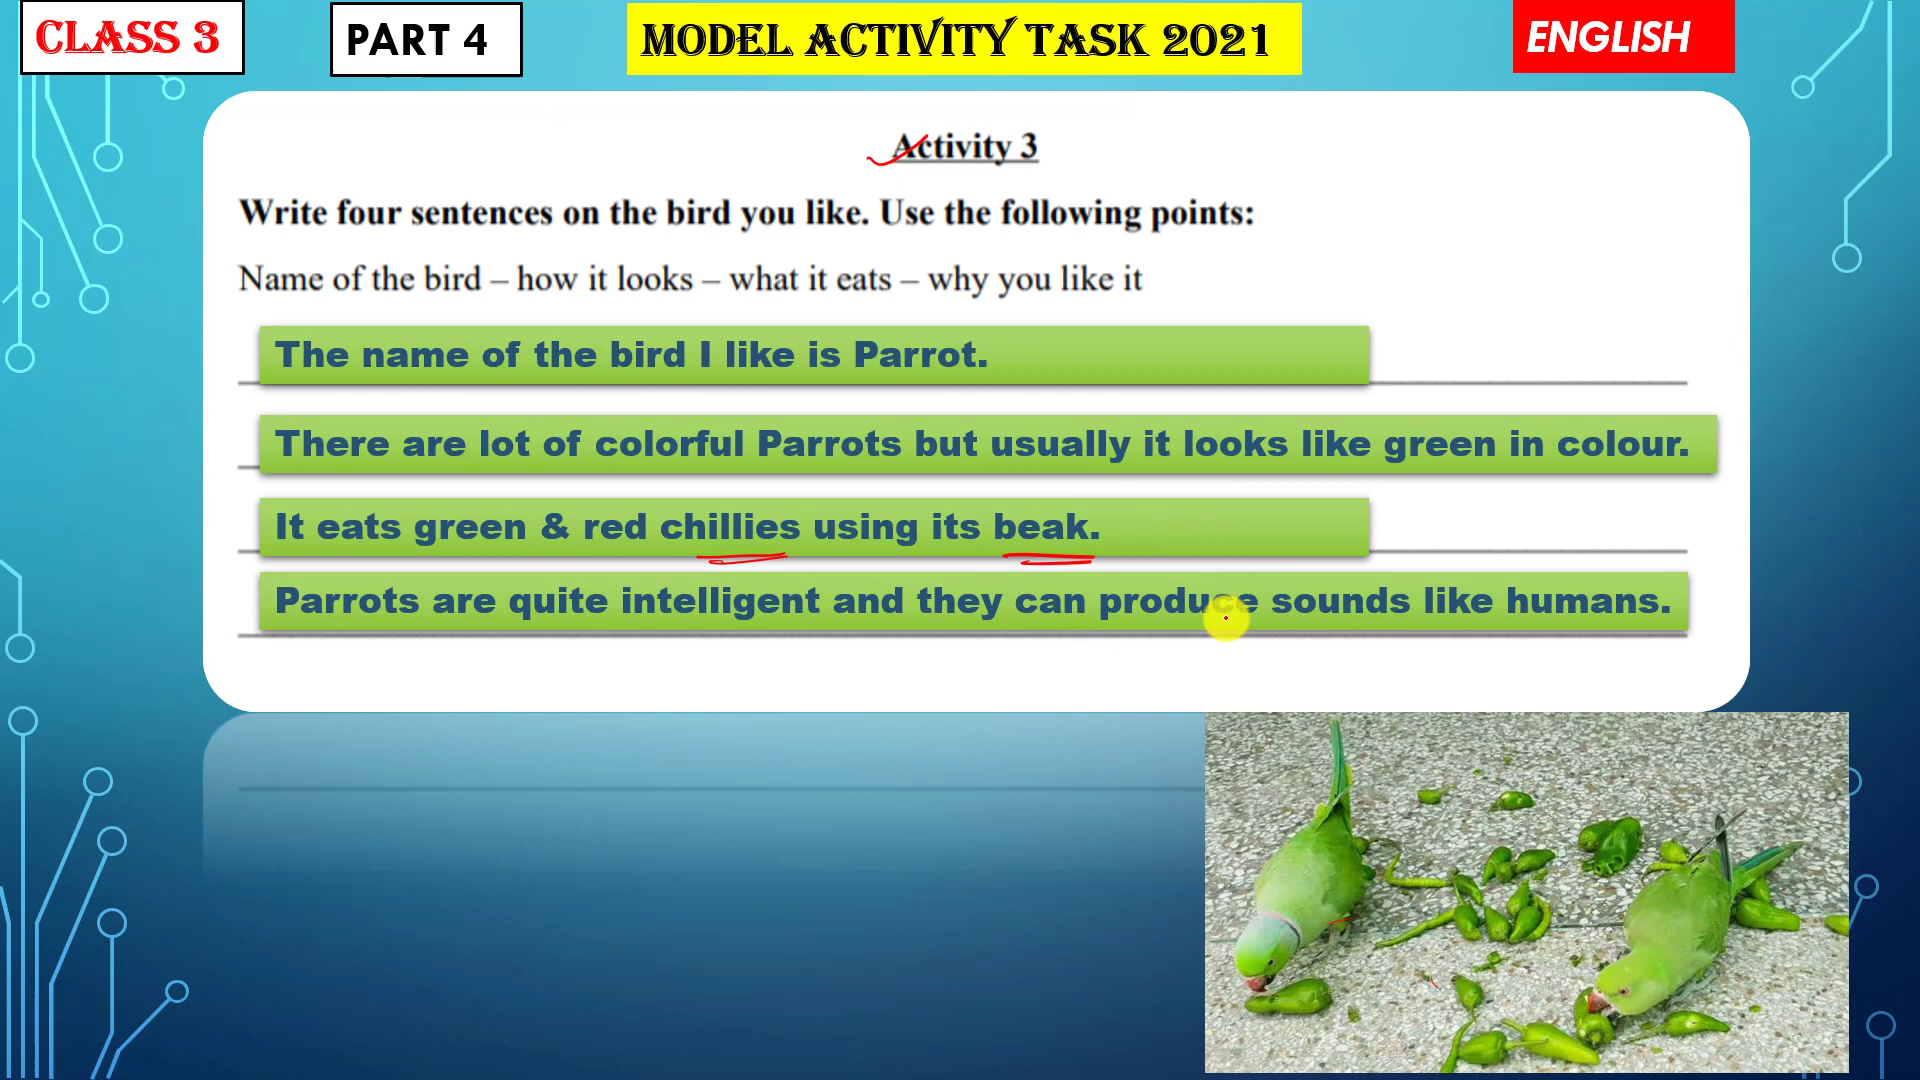 CLASS 3
PART 4
MODEL ACTIVITY TASK 2021
ENGLISH
Activity 3
Write four sentences on the bird you like. Use the following points:
Name of the bird – how it looks – what it eats – why you like it
The name of the bird I like is Parrot.
There are lot of colorful Parrots but usually it looks like green in colour.
It eats green & red chillies using its beak.
Parrots are quite intelligent and they can produce sounds like humans.